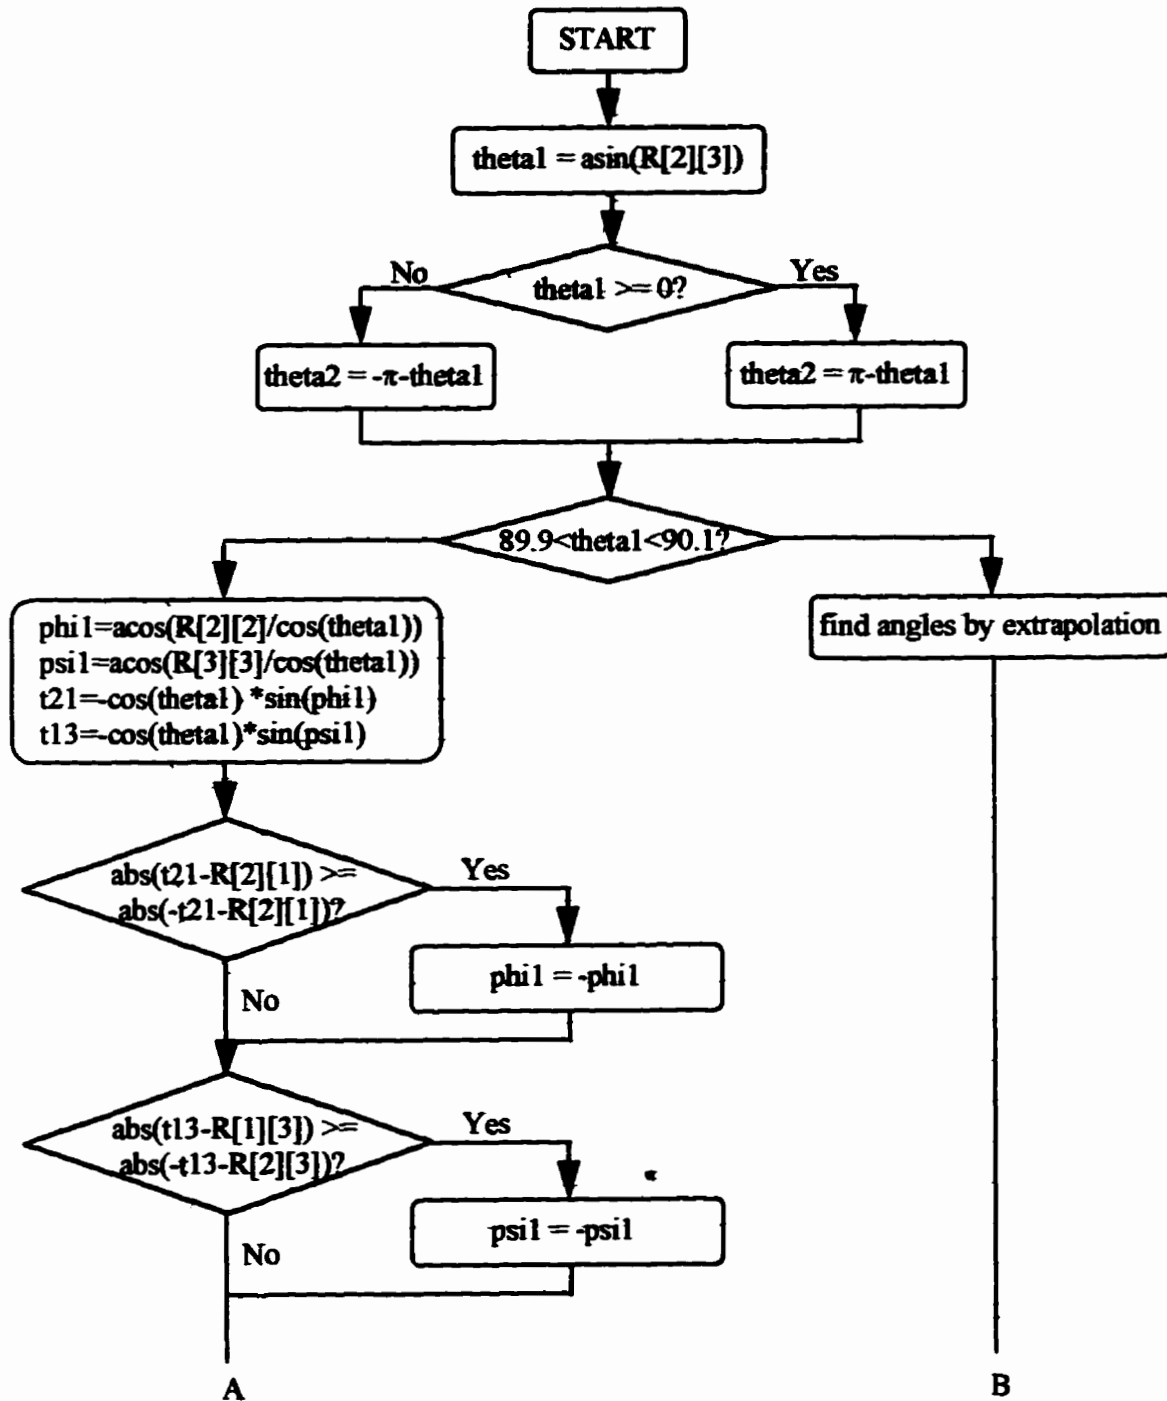 START
theta1 = asin(R[2][3])
No
Yes
theta1 >= 0?
theta2 = -π-theta1
theta2 = π-theta1
89.9<theta1<90.1?
phi1=acos(R[2][2]/cos(theta1))
psi1=acos(R[3][3]/cos(theta1))
t21=-cos(theta1) *sin(phi1)
t13=-cos(theta1)*sin(psi1)
find angles by extrapolation
abs(t21-R[2][1]) >=
abs(-t21-R[2][1])?
Yes
phi1 = -phi1
No
abs(t13-R[1][3]) >=
abs(-t13-R[2][3])?
Yes
psi1 = -psi1
No
A
B